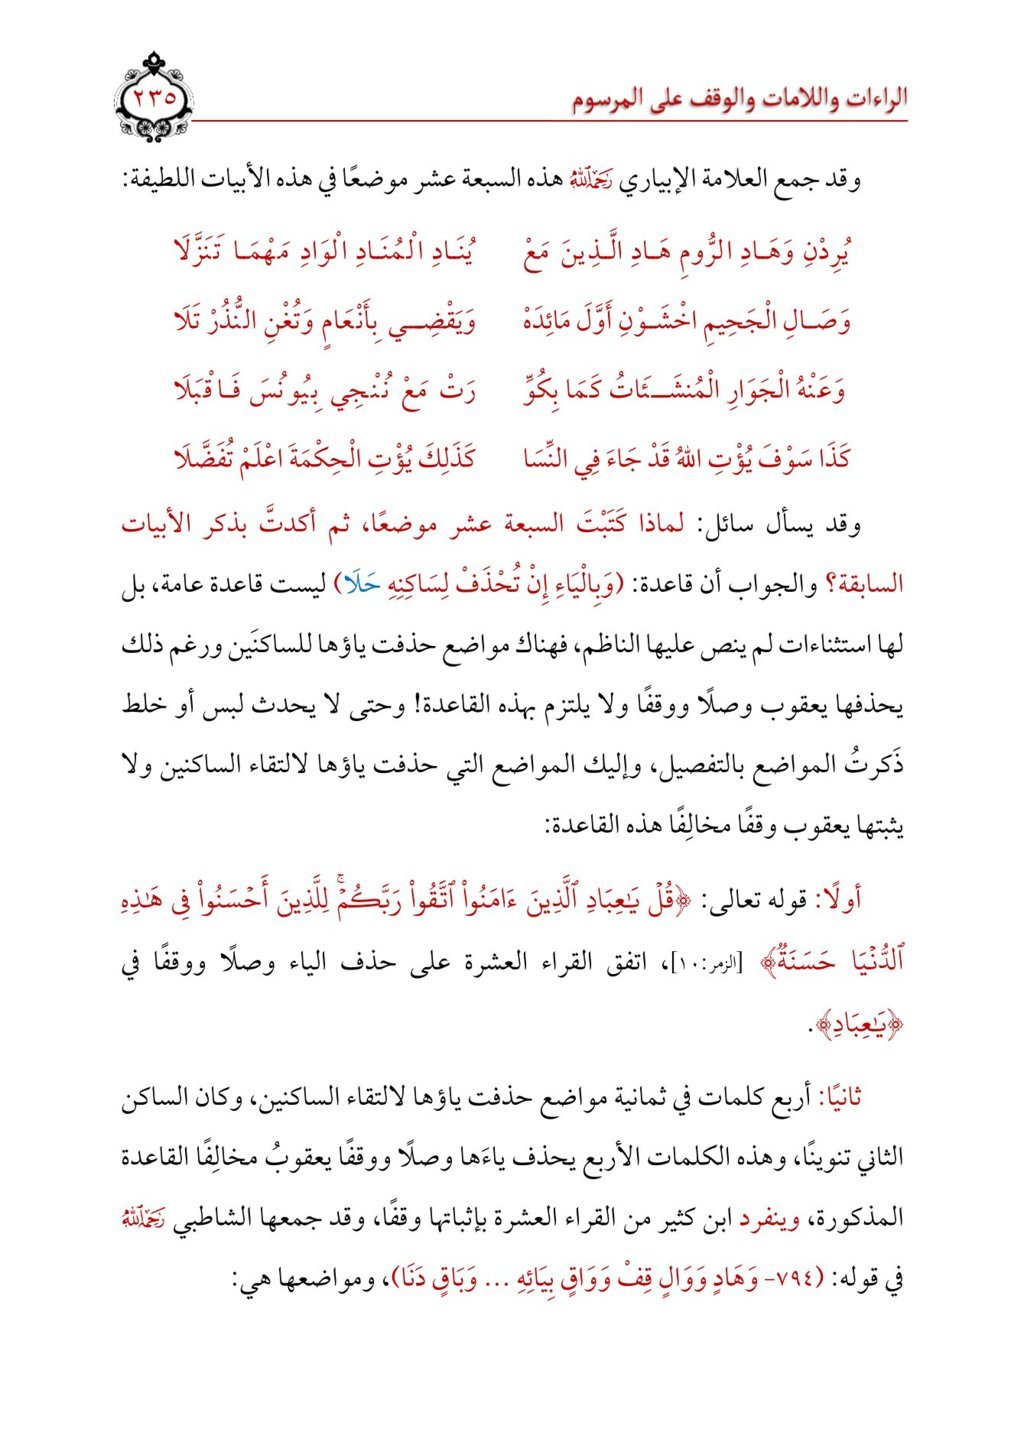 الراءات واللامات والوقف على المرسوم
٢٣٥
وقد جمع العلامة الإبياري رَحِمَهُ ٱللَّهُ هذه السبعة عشر موضعًا في هذه الأبيات اللطيفة:
يُرِدْنِ وَهَادِ الرُّومِ هَادِ الَّذِينَ مَعْ يُنَادِ الْمُنَادِ الْوَادِ مَهْمَا تَنَزَّلَا
وَصَالِ الْجَحِيمِ اخْشَوْنِ أَوَّلَ مَائِدَهْ وَيَقْضِي بِأَنْعَامٍ وَتُغْنِ النُّذُرْ تَلَا
وَعَنْهُ الْجَوَارِ الْمُنشَئَاتُ كَمَا بِكُوِّ رَتْ مَعْ نُنْجِي بِيُونُسَ فَاقْبَلَا
كَذَا سَوْفَ يُؤْتِ اللهُ قَدْ جَاءَ فِي النِّسَا كَذَلِكَ يُؤْتِ الْحِكْمَةَ اعْلَمْ تُفَضَّلَا
وقد يسأل سائل: لماذا كَتَبْتَ السبعة عشر موضعًا، ثم أكدتَّ بذكر الأبيات
السابقة؟ والجواب أن قاعدة: (وَبِالْيَاءِ إِنْ تُحْذَفْ لِسَاكِنِهِ حَلَا) ليست قاعدة عامة، بل
لها استثناءات لم ينص عليها الناظم، فهناك مواضع حذفت ياؤها للساكنَين ورغم ذلك
يحذفها يعقوب وصلًا ووقفًا ولا يلتزم بهذه القاعدة! وحتى لا يحدث لبس أو خلط
ذَكرتُ المواضع بالتفصيل، وإليك المواضع التي حذفت ياؤها لالتقاء الساكنين ولا
يثبتها يعقوب وقفًا مخالِفًا هذه القاعدة:
أولًا: قوله تعالى: ﴿قُلۡ يَٰعِبَادِ ٱلَّذِينَ ءَامَنُواْ ٱتَّقُواْ رَبَّكُمۡۚ لِلَّذِينَ أَحۡسَنُواْ فِي هَٰذِهِ
ٱلدُّنۡيَا حَسَنَةٞۗ﴾ [الزمر:١٠]، اتفق القراء العشرة على حذف الياء وصلًا ووقفًا في
﴿يَٰعِبَادِ﴾.
ثانيًا: أربع كلمات في ثمانية مواضع حذفت ياؤها لالتقاء الساكنين، وكان الساكن
الثاني تنوينًا، وهذه الكلمات الأربع يحذف ياءَها وصلًا ووقفًا يعقوبُ مخالِفًا القاعدة
المذكورة، وينفرد ابن كثير من القراء العشرة بإثباتها وقفًا، وقد جمعها الشاطبي رَحِمَهُ ٱللَّهُ
في قوله: (٧٩٤- وَهَادٍ وَوَالٍ قِفْ وَوَاقٍ بِيَائِهِ ... وَبَاقٍ دَنَا)، ومواضعها هي: